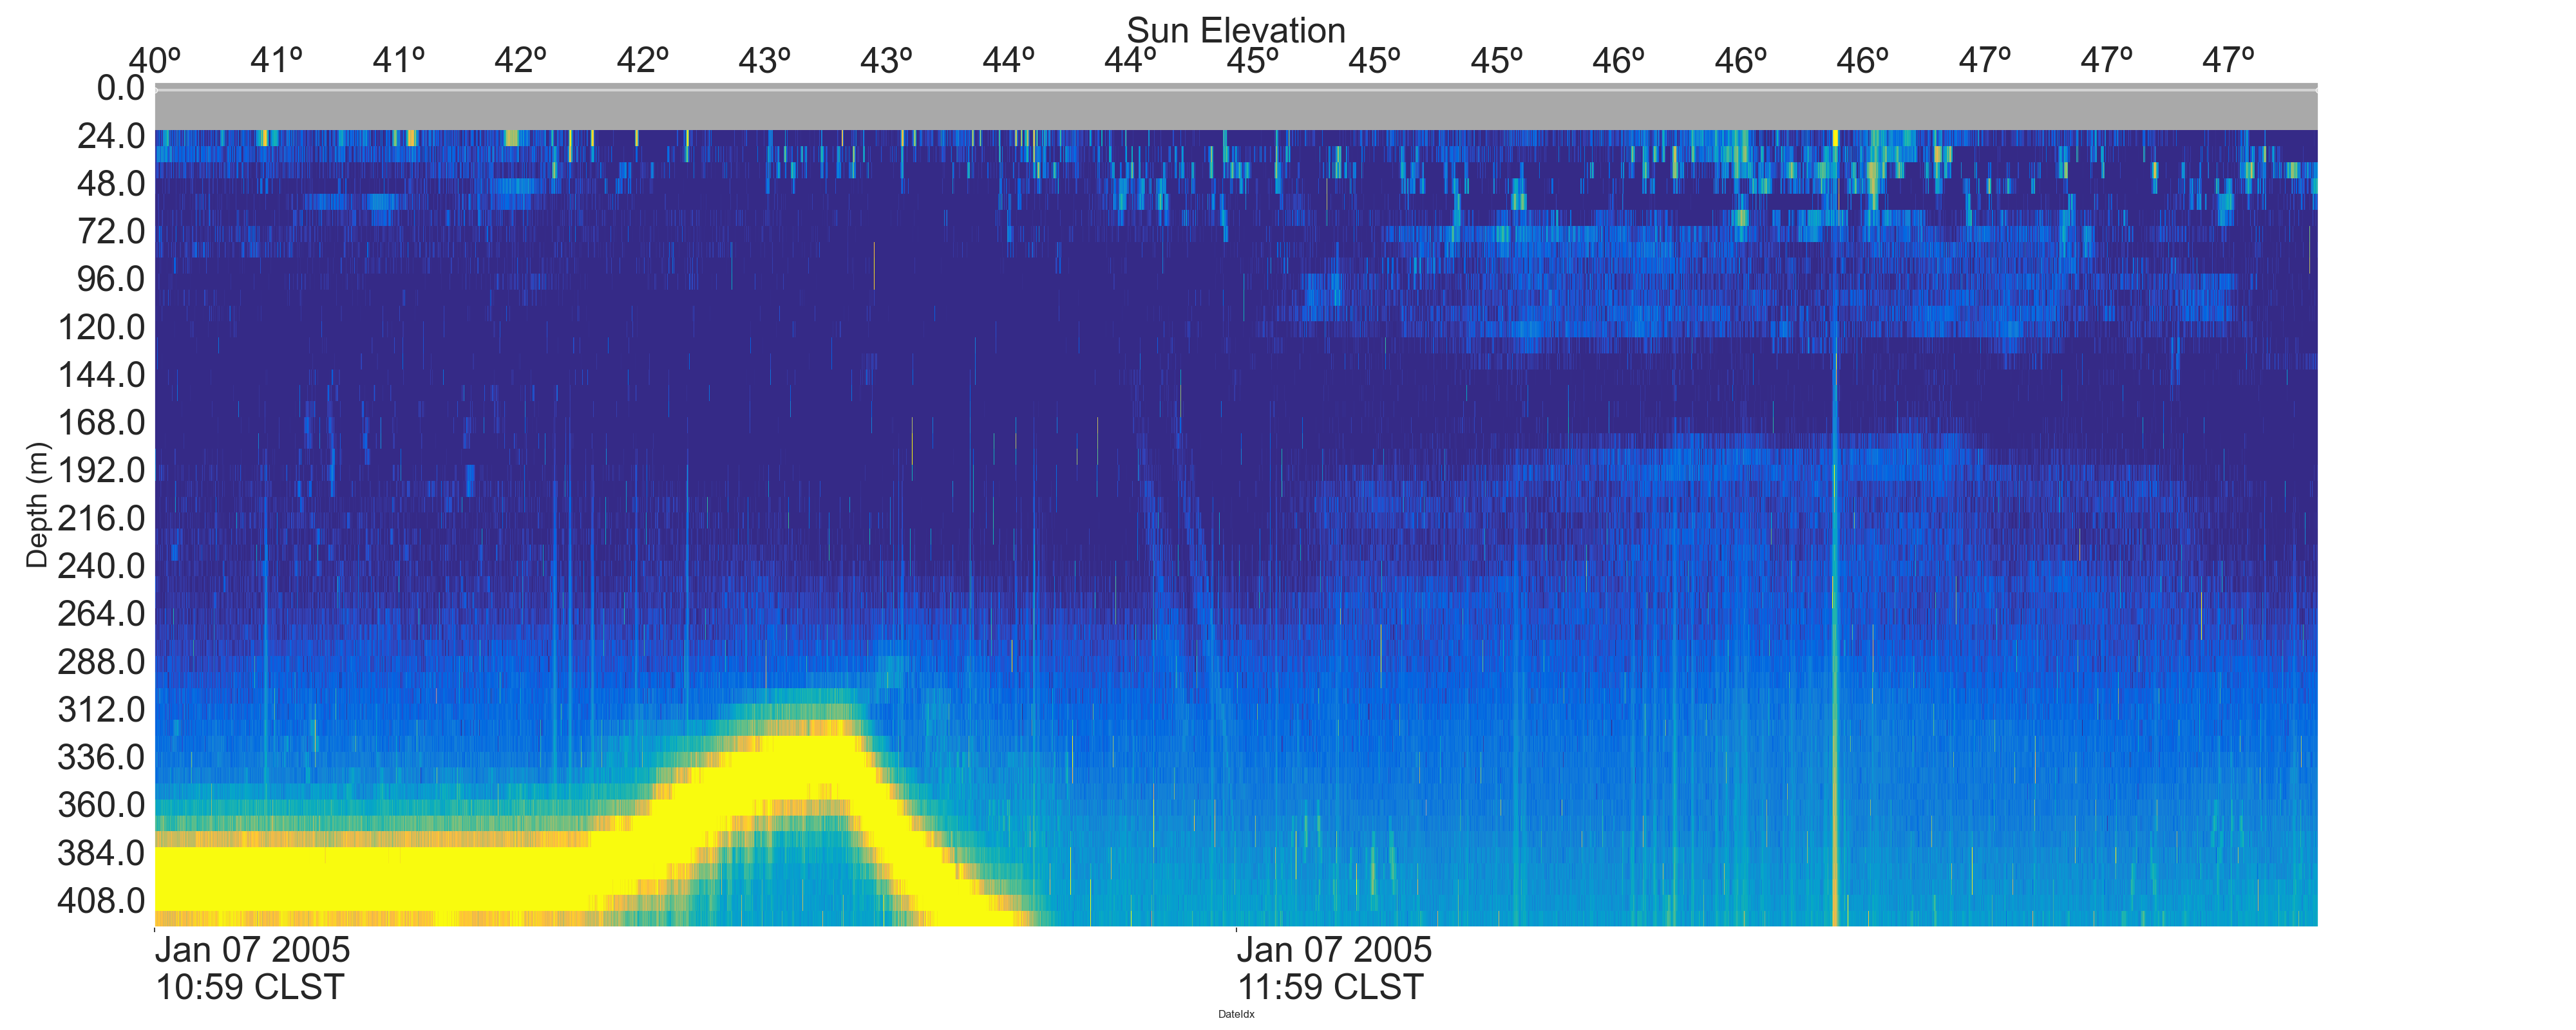 Sun Elevation
40º 41º 41º 42º 42º 43º 43º 44º 44º 45º 45º 45º 46º 46º 46º 47º 47º 47º
0.0
24.0
48.0
72.0
96.0
120.0
144.0
168.0
192.0
216.0
240.0
264.0
288.0
312.0
336.0
360.0
384.0
408.0
Depth (m)
Jan 07 2005
10:59 CLST
Jan 07 2005
11:59 CLST
DateIdx